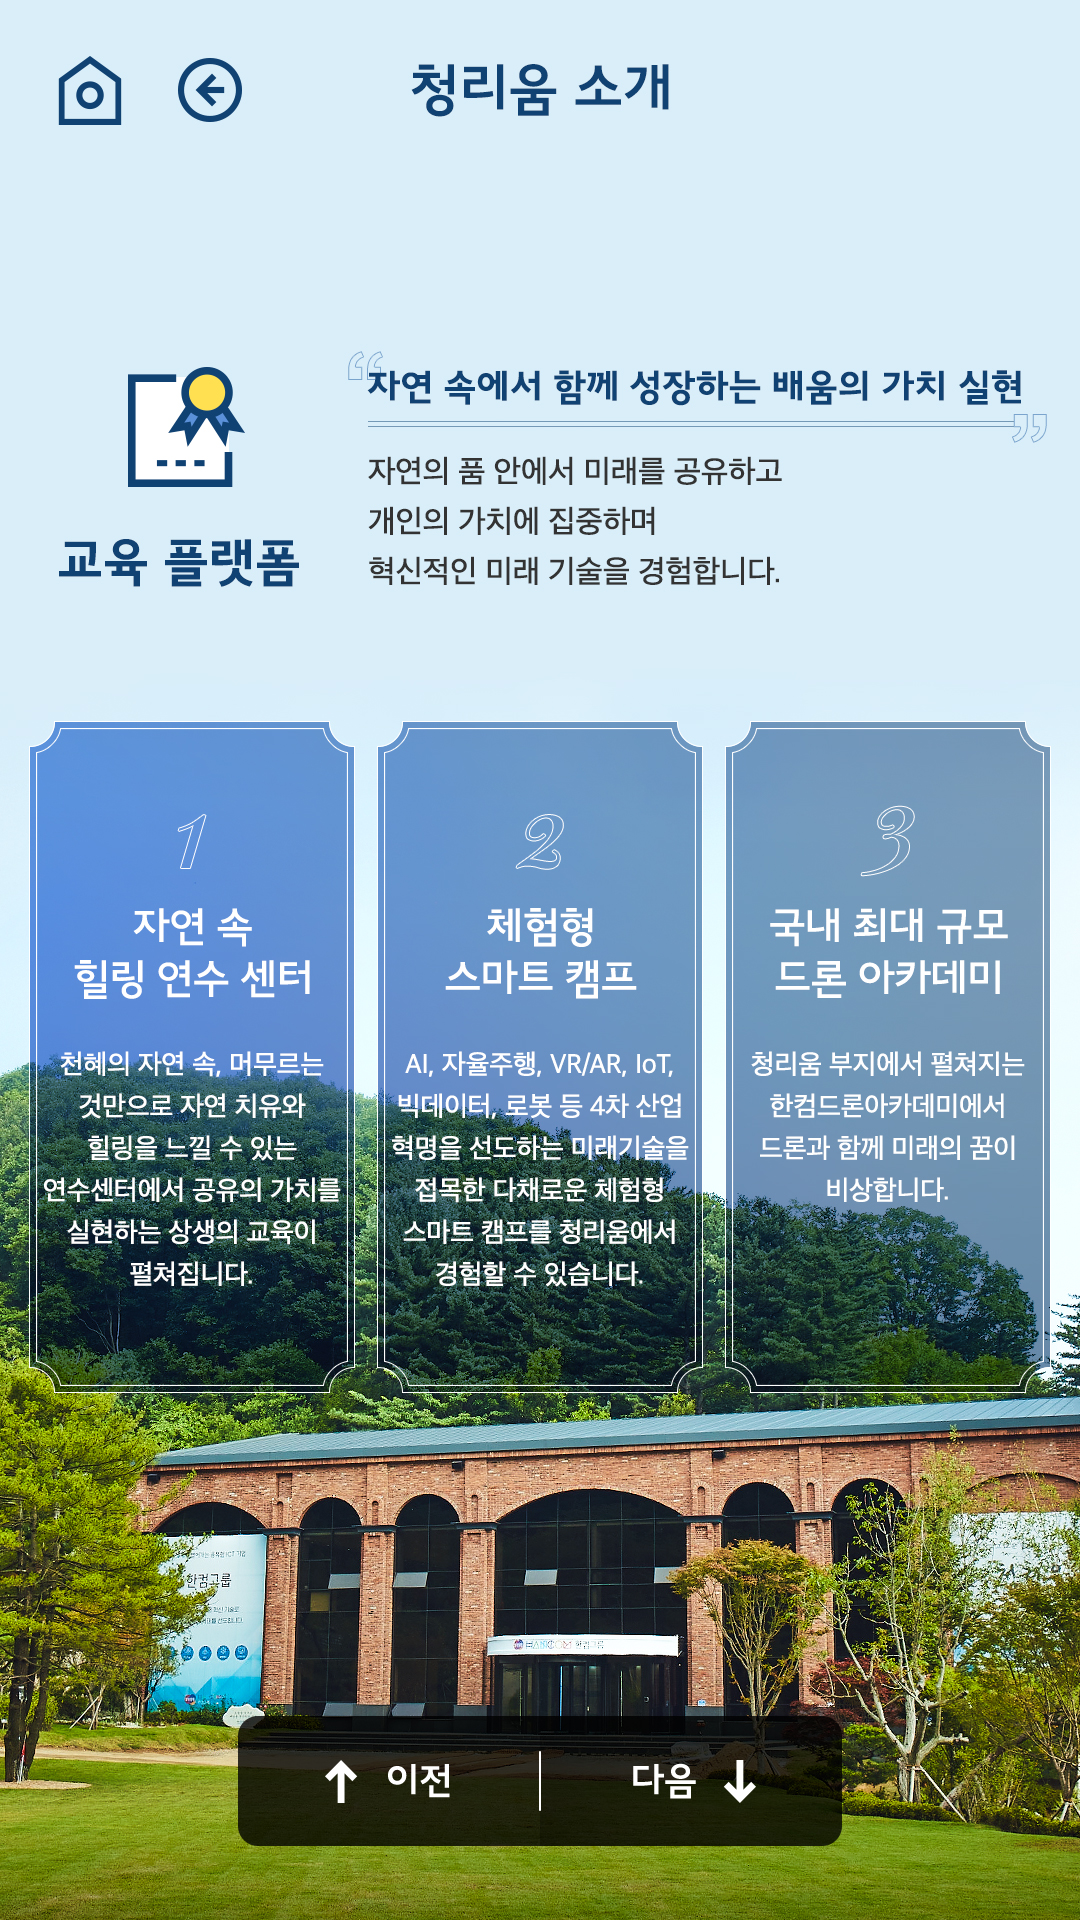 청리움 소개
“자연 속에서 함께 성장하는 배움의 가치 실현”
교육 플랫폼
자연의 품 안에서 미래를 공유하고
개인의 가치에 집중하며
혁신적인 미래 기술을 경험합니다.
1
자연 속
힐링 연수 센터
천혜의 자연 속, 머무르는
것만으로 자연 치유와
힐링을 느낄 수 있는
연수센터에서 공유의 가치를
실현하는 상생의 교육이
펼쳐집니다.
2
체험형
스마트 캠프
AI, 자율주행, VR/AR, IoT,
빅데이터, 로봇 등 4차 산업
혁명을 선도하는 미래기술을
접목한 다채로운 체험형
스마트 캠프를 청리움에서
경험할 수 있습니다.
3
국내 최대 규모
드론 아카데미
청리움 부지에서 펼쳐지는
한컴드론아카데미에서
드론과 함께 미래의 꿈이
비상합니다.
한컴그룹
HANCOM 한컴그룹
이전
다음